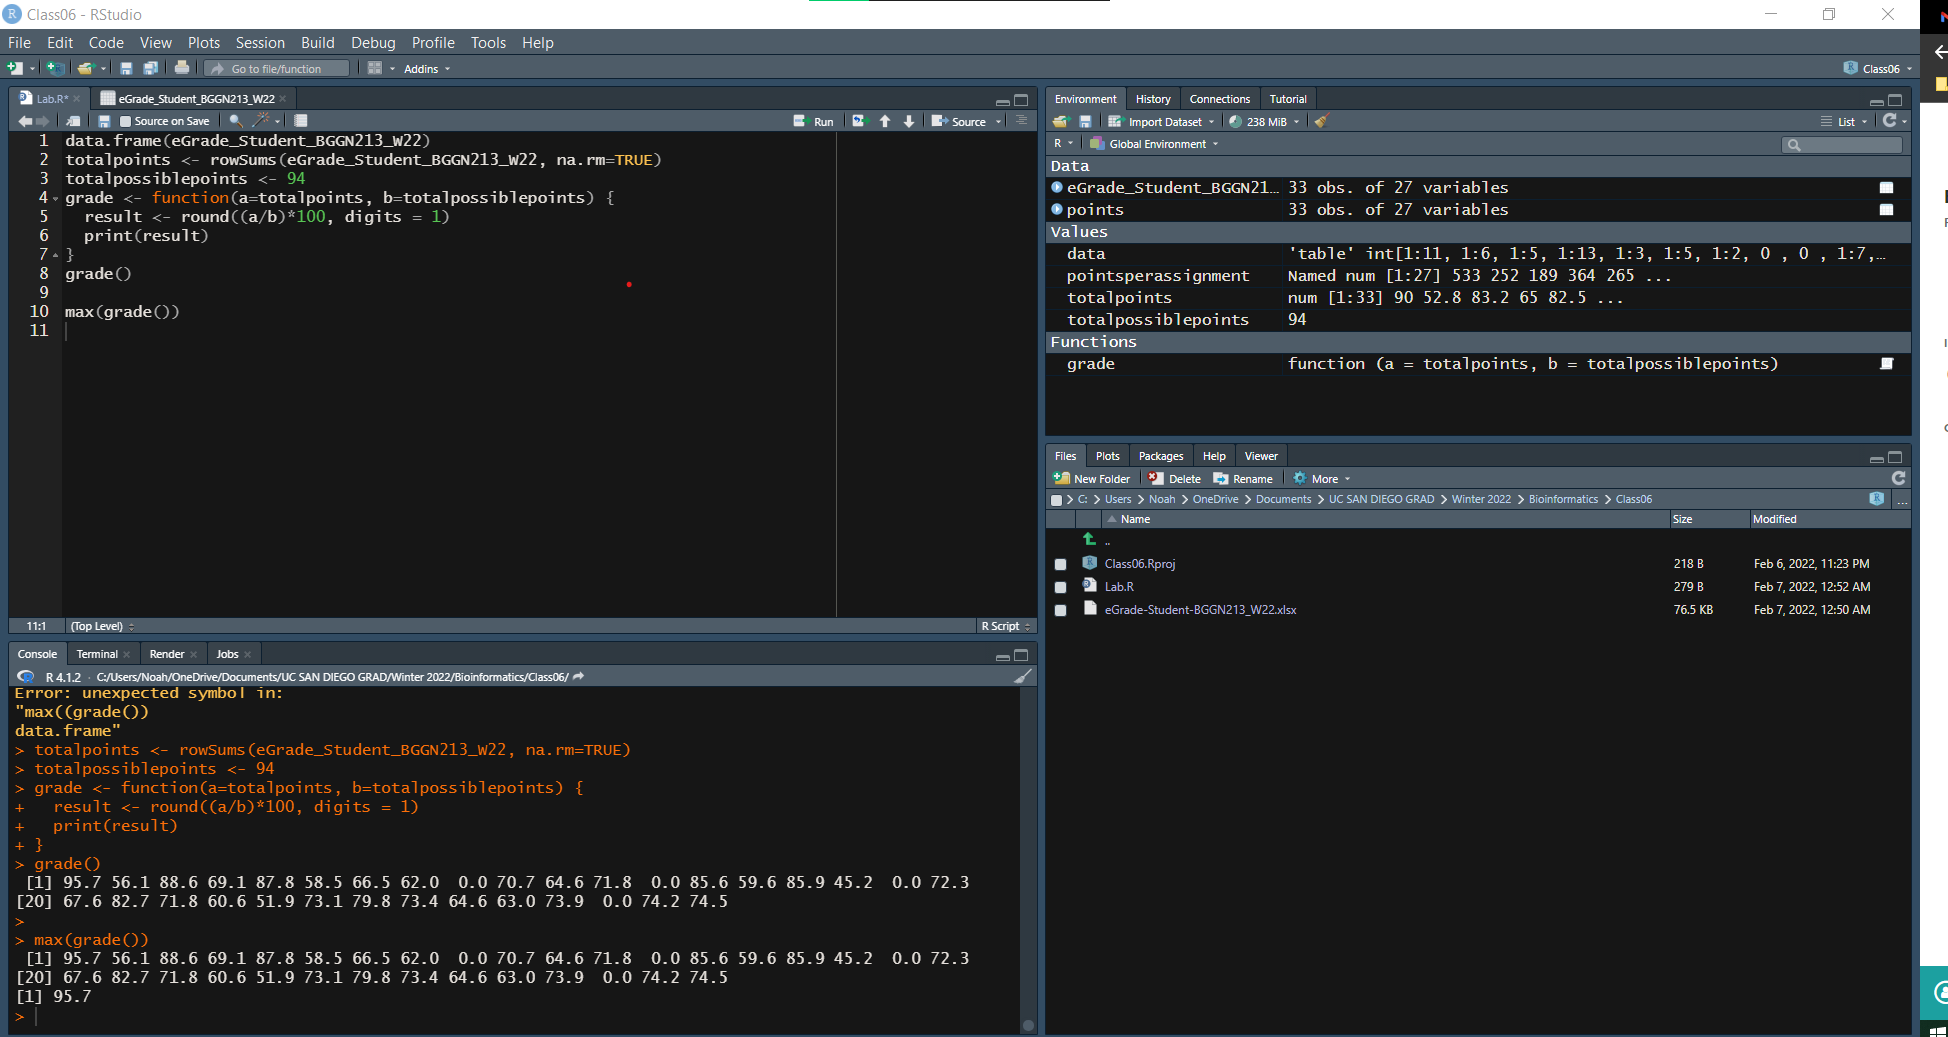 Class06 - RStudio
File Edit Code View Plots Session Build Debug Profile Tools Help
Go to file/function Addins Class06
Lab.R* eGrade_Student_BGGN213_W22
Source on Save Run Source
1 data.frame(eGrade_Student_BGGN213_W22)
2 totalpoints <- rowSums(eGrade_Student_BGGN213_W22, na.rm=TRUE)
3 totalpossiblepoints <- 94
4 grade <- function(a=totalpoints, b=totalpossiblepoints) {
5 result <- round((a/b)*100, digits = 1)
6 print(result)
7 }
8 grade()
9
10 max(grade())
11
11:1 (Top Level) R Script
Console Terminal Render Jobs
R 4.1.2 · C:/Users/Noah/OneDrive/Documents/UC SAN DIEGO GRAD/Winter 2022/Bioinformatics/Class06/
Error: unexpected symbol in:
"max((grade())
data.frame"
> totalpoints <- rowSums(eGrade_Student_BGGN213_W22, na.rm=TRUE)
> totalpossiblepoints <- 94
> grade <- function(a=totalpoints, b=totalpossiblepoints) {
+ result <- round((a/b)*100, digits = 1)
+ print(result)
+ }
> grade()
[1] 95.7 56.1 88.6 69.1 87.8 58.5 66.5 62.0 0.0 70.7 64.6 71.8 0.0 85.6 59.6 85.9 45.2 0.0 72.3
[20] 67.6 82.7 71.8 60.6 51.9 73.1 79.8 73.4 64.6 63.0 73.9 0.0 74.2 74.5
>
> max(grade())
[1] 95.7 56.1 88.6 69.1 87.8 58.5 66.5 62.0 0.0 70.7 64.6 71.8 0.0 85.6 59.6 85.9 45.2 0.0 72.3
[20] 67.6 82.7 71.8 60.6 51.9 73.1 79.8 73.4 64.6 63.0 73.9 0.0 74.2 74.5
[1] 95.7
>
Environment History Connections Tutorial
Import Dataset 238 MiB List
R Global Environment
Data
eGrade_Student_BGGN21… 33 obs. of 27 variables
points 33 obs. of 27 variables
Values
data 'table' int[1:11, 1:6, 1:5, 1:13, 1:3, 1:5, 1:2, 0 , 0 , 1:7,…
pointsperassignment Named num [1:27] 533 252 189 364 265 ...
totalpoints num [1:33] 90 52.8 83.2 65 82.5 ...
totalpossiblepoints 94
Functions
grade function (a = totalpoints, b = totalpossiblepoints)
Files Plots Packages Help Viewer
New Folder Delete Rename More
C: > Users > Noah > OneDrive > Documents > UC SAN DIEGO GRAD > Winter 2022 > Bioinformatics > Class06 ...
Name Size Modified
..
Class06.Rproj 218 B Feb 6, 2022, 11:23 PM
Lab.R 279 B Feb 7, 2022, 12:52 AM
eGrade-Student-BGGN213_W22.xlsx 76.5 KB Feb 7, 2022, 12:50 AM